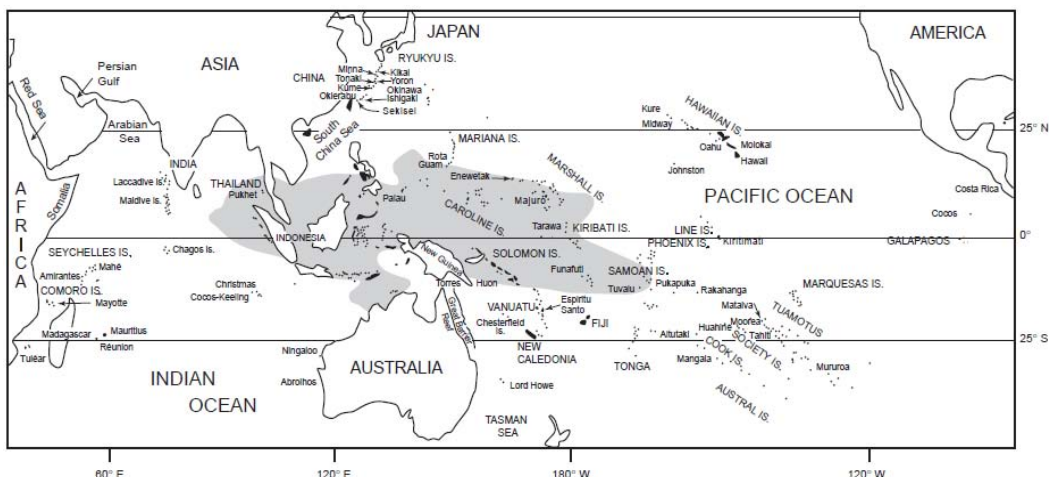 JAPAN
AMERICA
ASIA
RYUKYU IS.
Persian
Gulf
Minna
Kikai
CHINA
Tonaki
Yoron
Red Sea
Kume
Okinawa
Okierabu
Ishigaki
Sekisei
HAWAIIAN IS.
Kure
Arabian
Sea
South
China Sea
Midway
25° N
MARIANA IS.
Oahu
Molokai
INDIA
Rota
Guam
Hawaii
Johnston
Enewetak
MARSHALL IS.
Laccadive Is.
THAILAND
Pukhet
PACIFIC OCEAN
AFRICA
Somalia
Maldive Is.
Palau
Majuro
Costa Rica
CAROLINE IS.
Cocos
Tarawa
KIRIBATI IS.
LINE IS.
INDONESIA
Kiritimati
GALAPAGOS
0°
SEYCHELLES IS.
Chagos Is.
New Guinea
SOLOMON IS.
PHOENIX IS.
Mahé
Funafuti
SAMOAN IS.
Amirantes
Christmas
Torres
Huon
Tuvalu
Pukapuka
Rakahanga
MARQUESAS IS.
COMORO IS.
Cocos-Keeling
Mayotte
VANUATU
Espiritu
Santo
Mataiva
TUAMOTUS
Great Barrier
Reef
Chesterfield
Is.
FIJI
Huahine
Moorea
Madagascar
Mauritius
Aitutaki
Tahiti
Réunion
25° S
Tuléar
Ningaloo
NEW
CALEDONIA
TONGA
Mangaia
COOK IS.
SOCIETY IS.
Mururoa
INDIAN
OCEAN
AUSTRALIA
Abrolhos
Lord Howe
AUSTRAL IS.
TASMAN
SEA
60° E
120° E
180° W
120° W